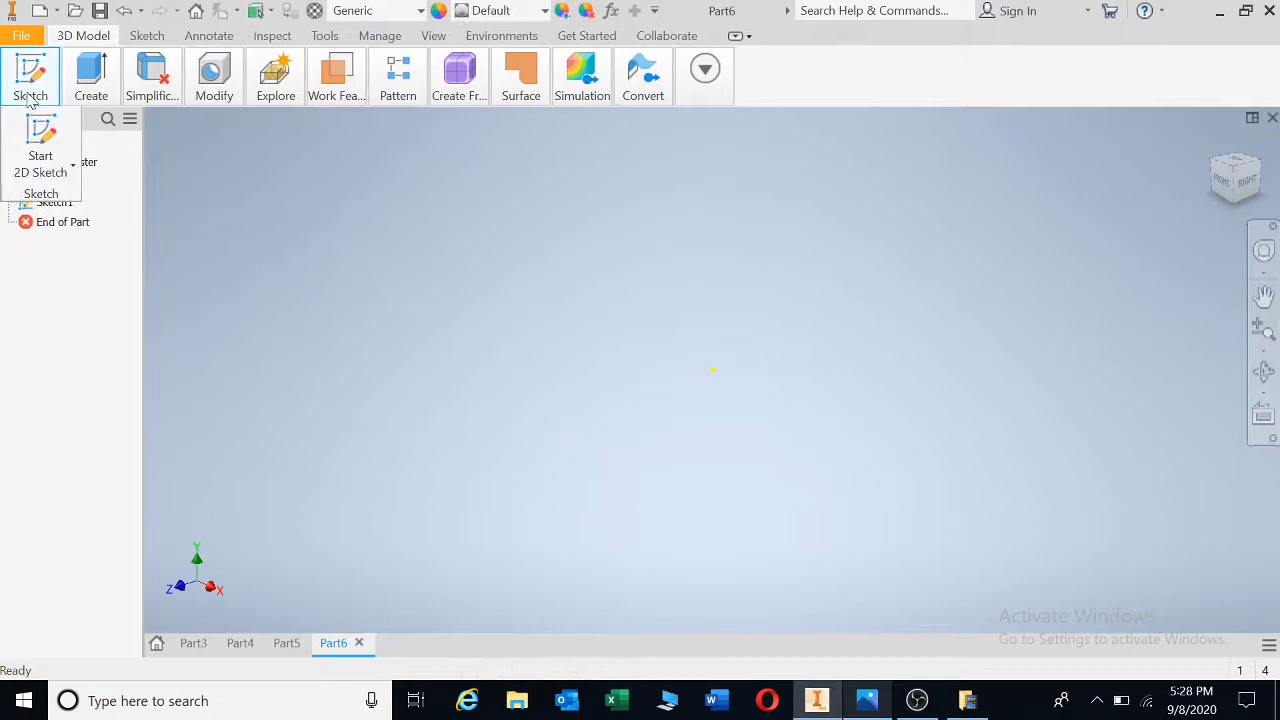 Generic
Default
Part6
Search Help & Commands...
Sign In
File
3D Model
Sketch
Annotate
Inspect
Tools
Manage
View
Environments
Get Started
Collaborate
Sketch
Create
Simplific...
Modify
Explore
Work Fea...
Pattern
Create Fr...
Surface
Simulation
Convert
Start
2D Sketch
Sketch
Sketch1
End of Part
FRONT
RIGHT
Y
Z
X
Activate Windows
Go to Settings to activate Windows.
Part3
Part4
Part5
Part6
Ready
1
4
Type here to search
5:28 PM
9/8/2020